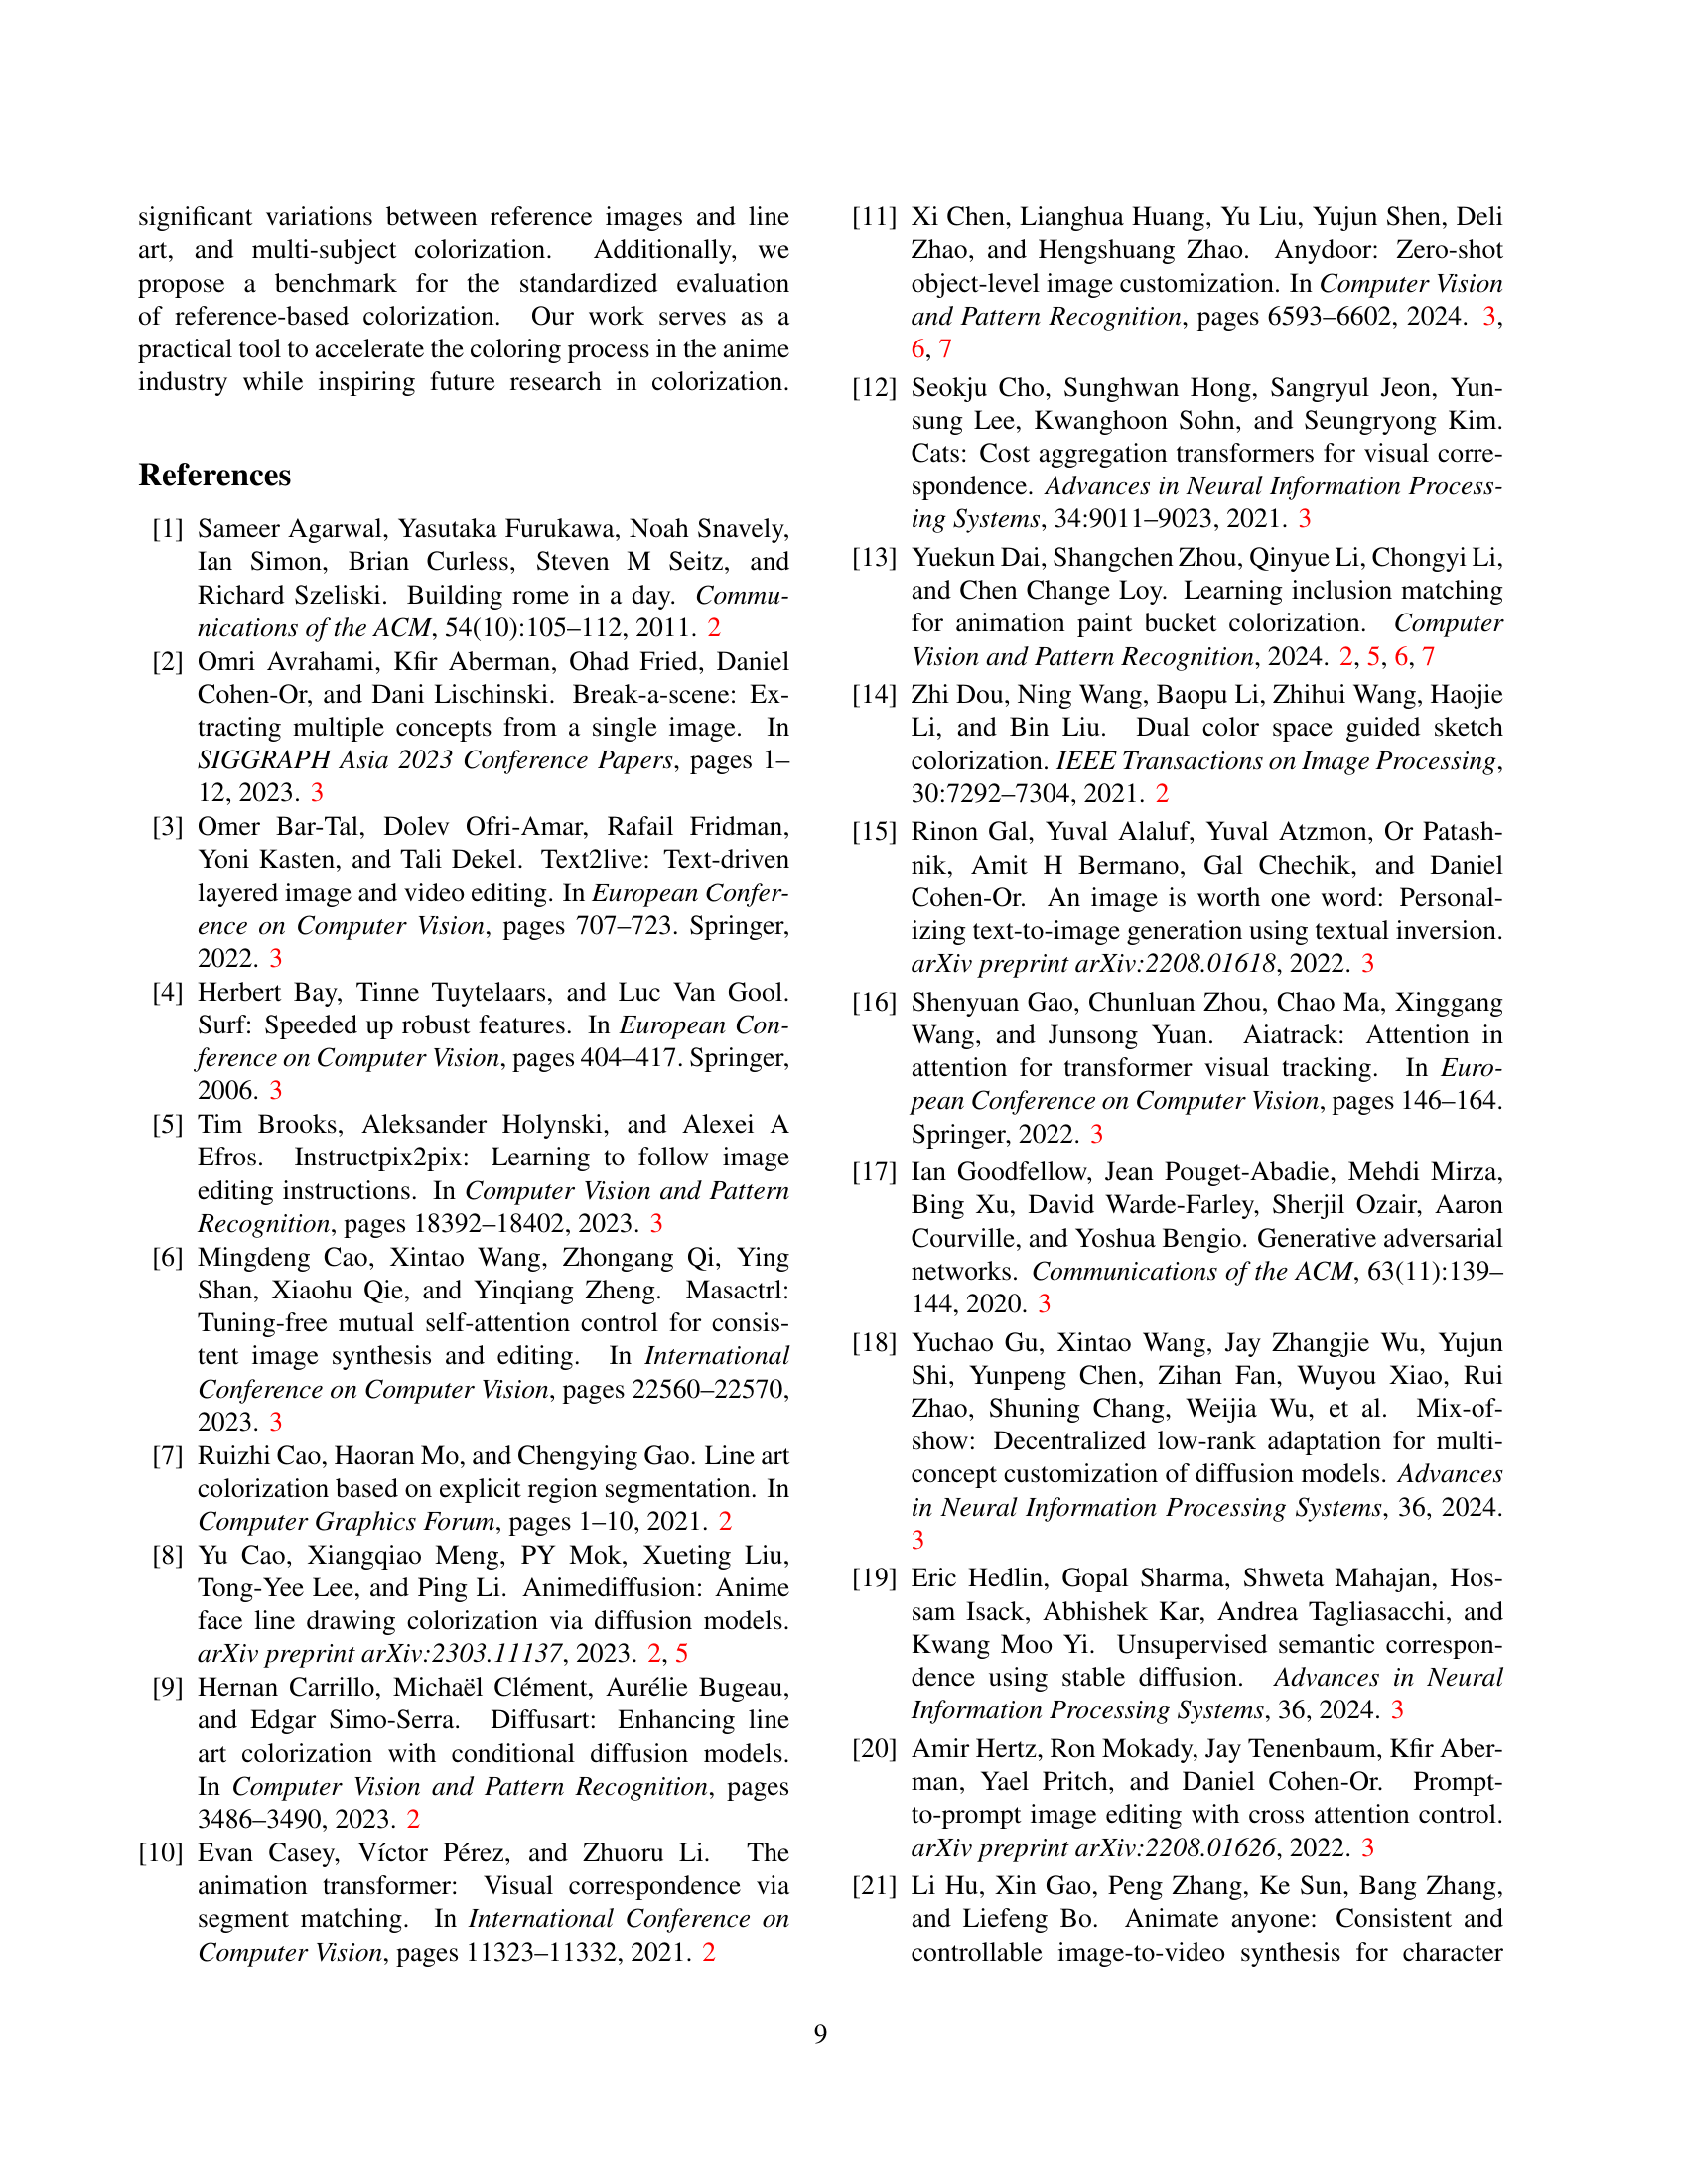 significant variations between reference images and line
art, and multi-subject colorization. Additionally, we
propose a benchmark for the standardized evaluation
of reference-based colorization. Our work serves as a
practical tool to accelerate the coloring process in the anime
industry while inspiring future research in colorization.
References
[1] Sameer Agarwal, Yasutaka Furukawa, Noah Snavely,
Ian Simon, Brian Curless, Steven M Seitz, and
Richard Szeliski. Building rome in a day. Commu-
nications of the ACM, 54(10):105–112, 2011. 2
[2] Omri Avrahami, Kfir Aberman, Ohad Fried, Daniel
Cohen-Or, and Dani Lischinski. Break-a-scene: Ex-
tracting multiple concepts from a single image. In
SIGGRAPH Asia 2023 Conference Papers, pages 1–
12, 2023. 3
[3] Omer Bar-Tal, Dolev Ofri-Amar, Rafail Fridman,
Yoni Kasten, and Tali Dekel. Text2live: Text-driven
layered image and video editing. In European Confer-
ence on Computer Vision, pages 707–723. Springer,
2022. 3
[4] Herbert Bay, Tinne Tuytelaars, and Luc Van Gool.
Surf: Speeded up robust features. In European Con-
ference on Computer Vision, pages 404–417. Springer,
2006. 3
[5] Tim Brooks, Aleksander Holynski, and Alexei A
Efros. Instructpix2pix: Learning to follow image
editing instructions. In Computer Vision and Pattern
Recognition, pages 18392–18402, 2023. 3
[6] Mingdeng Cao, Xintao Wang, Zhongang Qi, Ying
Shan, Xiaohu Qie, and Yinqiang Zheng. Masactrl:
Tuning-free mutual self-attention control for consis-
tent image synthesis and editing. In International
Conference on Computer Vision, pages 22560–22570,
2023. 3
[7] Ruizhi Cao, Haoran Mo, and Chengying Gao. Line art
colorization based on explicit region segmentation. In
Computer Graphics Forum, pages 1–10, 2021. 2
[8] Yu Cao, Xiangqiao Meng, PY Mok, Xueting Liu,
Tong-Yee Lee, and Ping Li. Animediffusion: Anime
face line drawing colorization via diffusion models.
arXiv preprint arXiv:2303.11137, 2023. 2, 5
[9] Hernan Carrillo, Michaël Clément, Aurélie Bugeau,
and Edgar Simo-Serra. Diffusart: Enhancing line
art colorization with conditional diffusion models.
In Computer Vision and Pattern Recognition, pages
3486–3490, 2023. 2
[10] Evan Casey, Víctor Pérez, and Zhuoru Li. The
animation transformer: Visual correspondence via
segment matching. In International Conference on
Computer Vision, pages 11323–11332, 2021. 2
[11] Xi Chen, Lianghua Huang, Yu Liu, Yujun Shen, Deli
Zhao, and Hengshuang Zhao. Anydoor: Zero-shot
object-level image customization. In Computer Vision
and Pattern Recognition, pages 6593–6602, 2024. 3,
6, 7
[12] Seokju Cho, Sunghwan Hong, Sangryul Jeon, Yun-
sung Lee, Kwanghoon Sohn, and Seungryong Kim.
Cats: Cost aggregation transformers for visual corre-
spondence. Advances in Neural Information Process-
ing Systems, 34:9011–9023, 2021. 3
[13] Yuekun Dai, Shangchen Zhou, Qinyue Li, Chongyi Li,
and Chen Change Loy. Learning inclusion matching
for animation paint bucket colorization. Computer
Vision and Pattern Recognition, 2024. 2, 5, 6, 7
[14] Zhi Dou, Ning Wang, Baopu Li, Zhihui Wang, Haojie
Li, and Bin Liu. Dual color space guided sketch
colorization. IEEE Transactions on Image Processing,
30:7292–7304, 2021. 2
[15] Rinon Gal, Yuval Alaluf, Yuval Atzmon, Or Patash-
nik, Amit H Bermano, Gal Chechik, and Daniel
Cohen-Or. An image is worth one word: Personal-
izing text-to-image generation using textual inversion.
arXiv preprint arXiv:2208.01618, 2022. 3
[16] Shenyuan Gao, Chunluan Zhou, Chao Ma, Xinggang
Wang, and Junsong Yuan. Aiatrack: Attention in
attention for transformer visual tracking. In Euro-
pean Conference on Computer Vision, pages 146–164.
Springer, 2022. 3
[17] Ian Goodfellow, Jean Pouget-Abadie, Mehdi Mirza,
Bing Xu, David Warde-Farley, Sherjil Ozair, Aaron
Courville, and Yoshua Bengio. Generative adversarial
networks. Communications of the ACM, 63(11):139–
144, 2020. 3
[18] Yuchao Gu, Xintao Wang, Jay Zhangjie Wu, Yujun
Shi, Yunpeng Chen, Zihan Fan, Wuyou Xiao, Rui
Zhao, Shuning Chang, Weijia Wu, et al. Mix-of-
show: Decentralized low-rank adaptation for multi-
concept customization of diffusion models. Advances
in Neural Information Processing Systems, 36, 2024.
3
[19] Eric Hedlin, Gopal Sharma, Shweta Mahajan, Hos-
sam Isack, Abhishek Kar, Andrea Tagliasacchi, and
Kwang Moo Yi. Unsupervised semantic correspon-
dence using stable diffusion. Advances in Neural
Information Processing Systems, 36, 2024. 3
[20] Amir Hertz, Ron Mokady, Jay Tenenbaum, Kfir Aber-
man, Yael Pritch, and Daniel Cohen-Or. Prompt-
to-prompt image editing with cross attention control.
arXiv preprint arXiv:2208.01626, 2022. 3
[21] Li Hu, Xin Gao, Peng Zhang, Ke Sun, Bang Zhang,
and Liefeng Bo. Animate anyone: Consistent and
controllable image-to-video synthesis for character
9